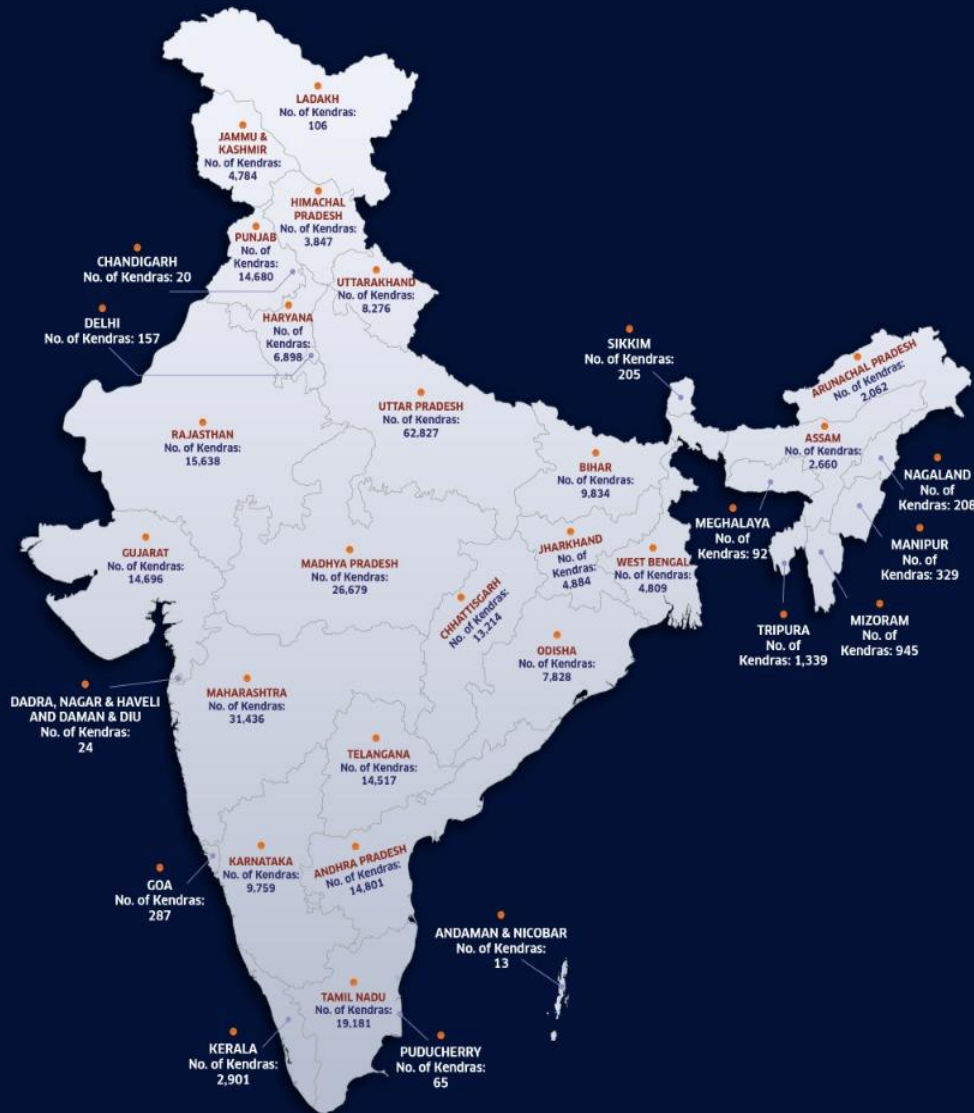 LADAKH
No. of Kendras:
106
JAMMU &
KASHMIR
No. of Kendras:
4,784
HIMACHAL
PRADESH
No. of Kendras:
3,847
PUNJAB
No. of
Kendras:
14,680
CHANDIGARH
No. of Kendras: 20
UTTARAKHAND
No. of Kendras:
8,276
HARYANA
No. of
Kendras:
6,898
DELHI
No. of Kendras: 157
SIKKIM
No. of Kendras:
205
ARUNACHAL PRADESH
No. of Kendras:
2,062
UTTAR PRADESH
No. of Kendras:
62,827
RAJASTHAN
No. of Kendras:
15,638
ASSAM
No. of Kendras:
2.660
BIHAR
No. of Kendras:
9,834
NAGALAND
No. of
Kendras: 208
MEGHALAYA
No. of
Kendras: 92
MANIPUR
No. of
Kendras: 329
GUJARAT
No. of Kendras:
14,696
MADHYA PRADESH
No. of Kendras:
26,679
JHARKHAND
No. of
Kendras:
4,884
WEST BENGAL
No. of Kendras:
4,809
CHHATTISGARH
No. of Kendras:
13,214
TRIPURA
No. of
Kendras: 1,339
MIZORAM
No. of
Kendras: 945
ODISHA
No. of Kendras:
7,828
DADRA, NAGAR & HAVELI
AND DAMAN & DIU
No. of Kendras:
24
MAHARASHTRA
No. of Kendras:
31,436
TELANGANA
No. of Kendras:
14,517
KARNATAKA
No. of Kendras:
9,759
ANDHRA PRADESH
No. of Kendras:
14,801
GOA
No. of Kendras:
287
ANDAMAN & NICOBAR
No. of Kendras:
13
TAMIL NADU
No. of Kendras:
19,181
KERALA
No. of Kendras:
2,901
PUDUCHERRY
No. of Kendras:
65